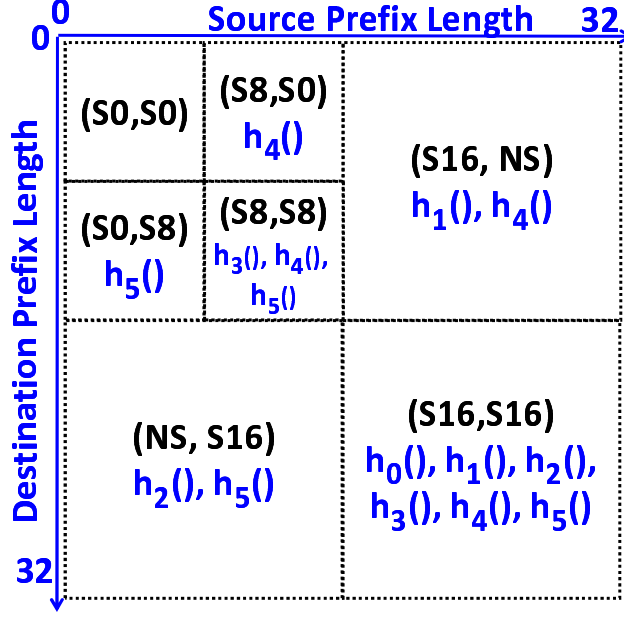 0
Source Prefix Length 32
0
Destination Prefix Length
32
(S0,S0)
(S8,S0)
h4()
(S16, NS)
h1(), h4()
(S0,S8)
h5()
(S8,S8)
h3(), h4(),
h5()
(NS, S16)
h2(), h5()
(S16,S16)
h0(), h1(), h2(),
h3(), h4(), h5()